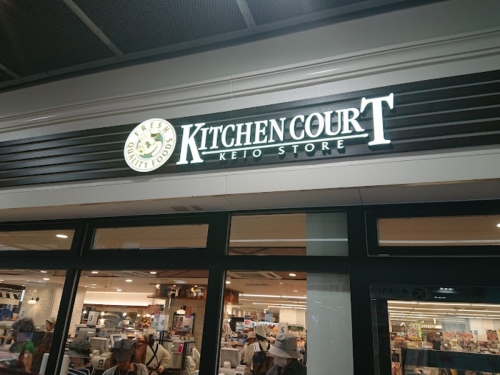 FRESH
QUALITY FOODS
KITCHEN COURT
KEIO STORE